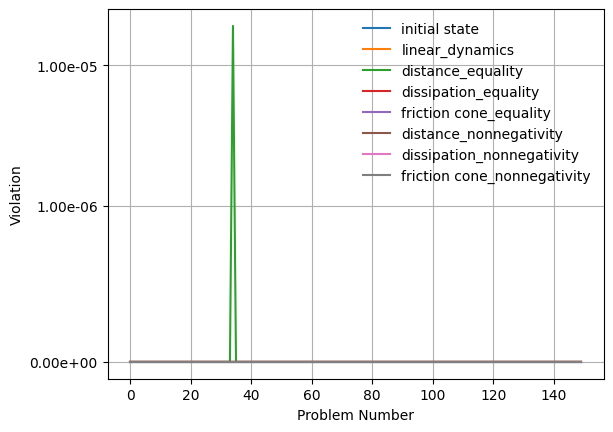 initial state
linear_dynamics
distance_equality
dissipation_equality
friction cone_equality
distance_nonnegativity
dissipation_nonnegativity
friction cone_nonnegativity
1.00e-05
1.00e-06
0.00e+00
Violation
0 20 40 60 80 100 120 140
Problem Number